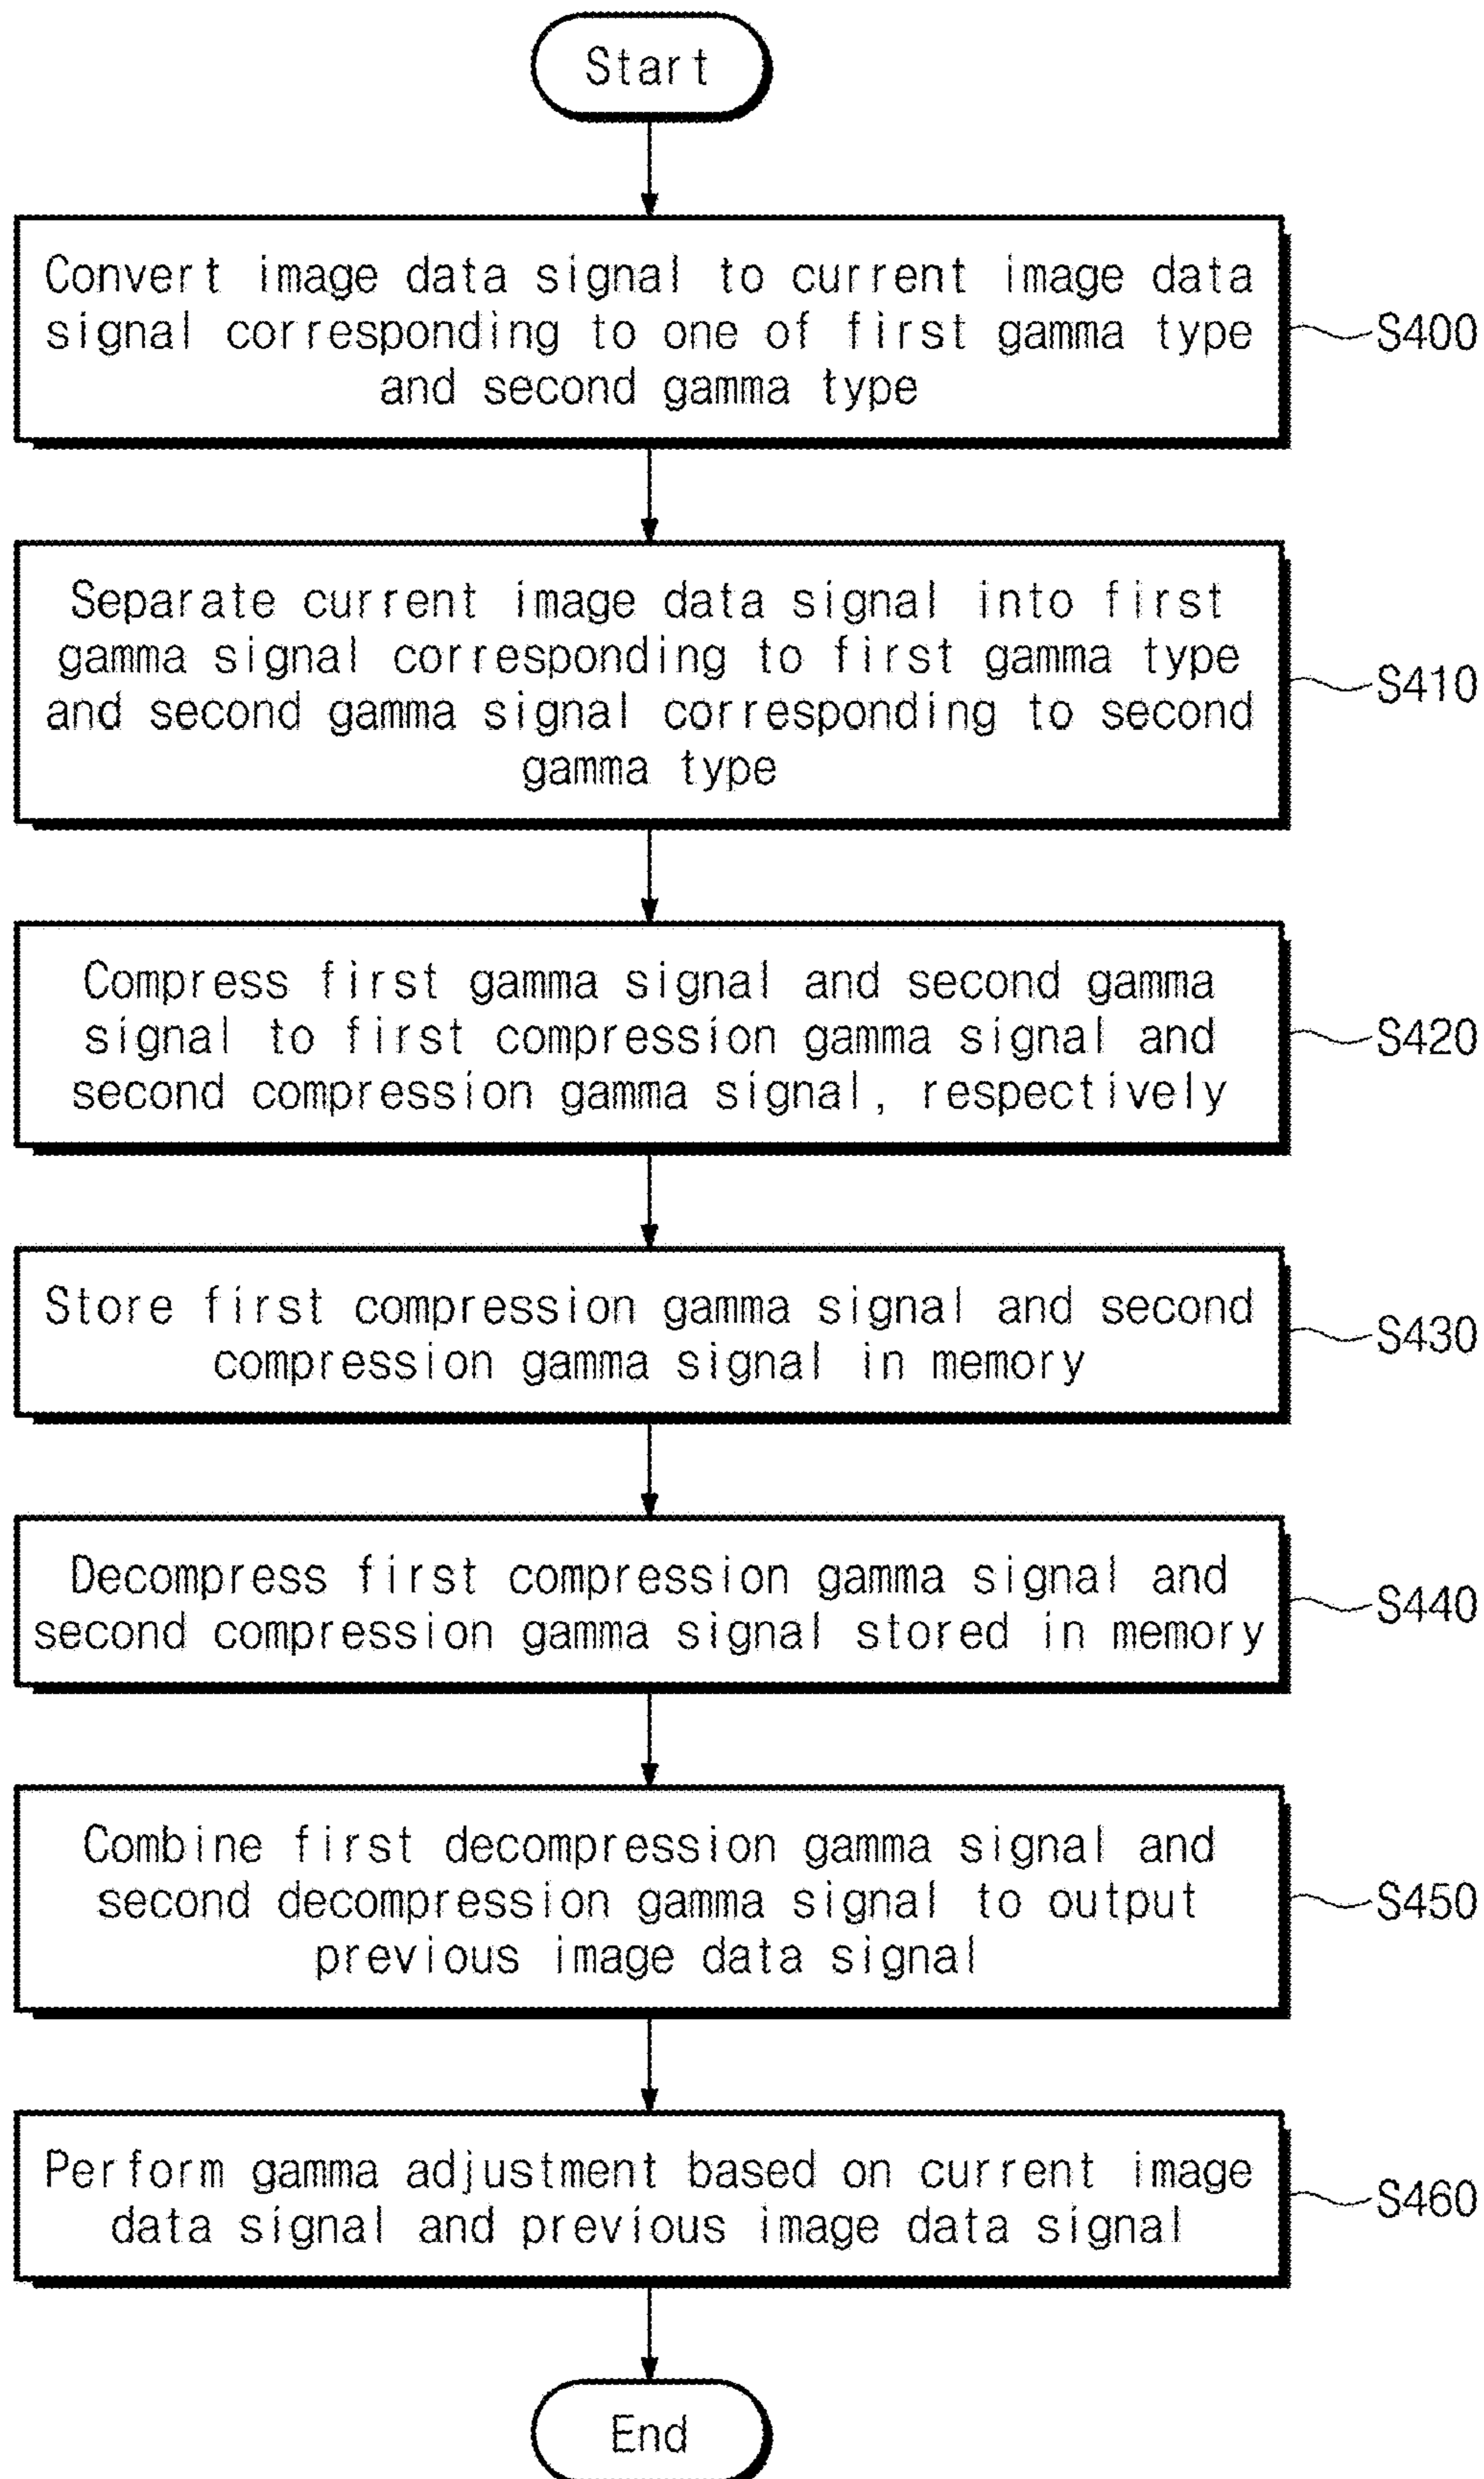 Start
Convert image data signal to current image data
signal corresponding to one of first gamma type
and second gamma type
S400
Separate current image data signal into first
gamma signal corresponding to first gamma type
and second gamma signal corresponding to second
gamma type
S410
Compress first gamma signal and second gamma
signal to first compression gamma signal and
second compression gamma signal, respectively
S420
Store first compression gamma signal and second
compression gamma signal in memory
S430
Decompress first compression gamma signal and
second compression gamma signal stored in memory
S440
Combine first decompression gamma signal and
second decompression gamma signal to output
previous image data signal
S450
Perform gamma adjustment based on current image
data signal and previous image data signal
S460
End